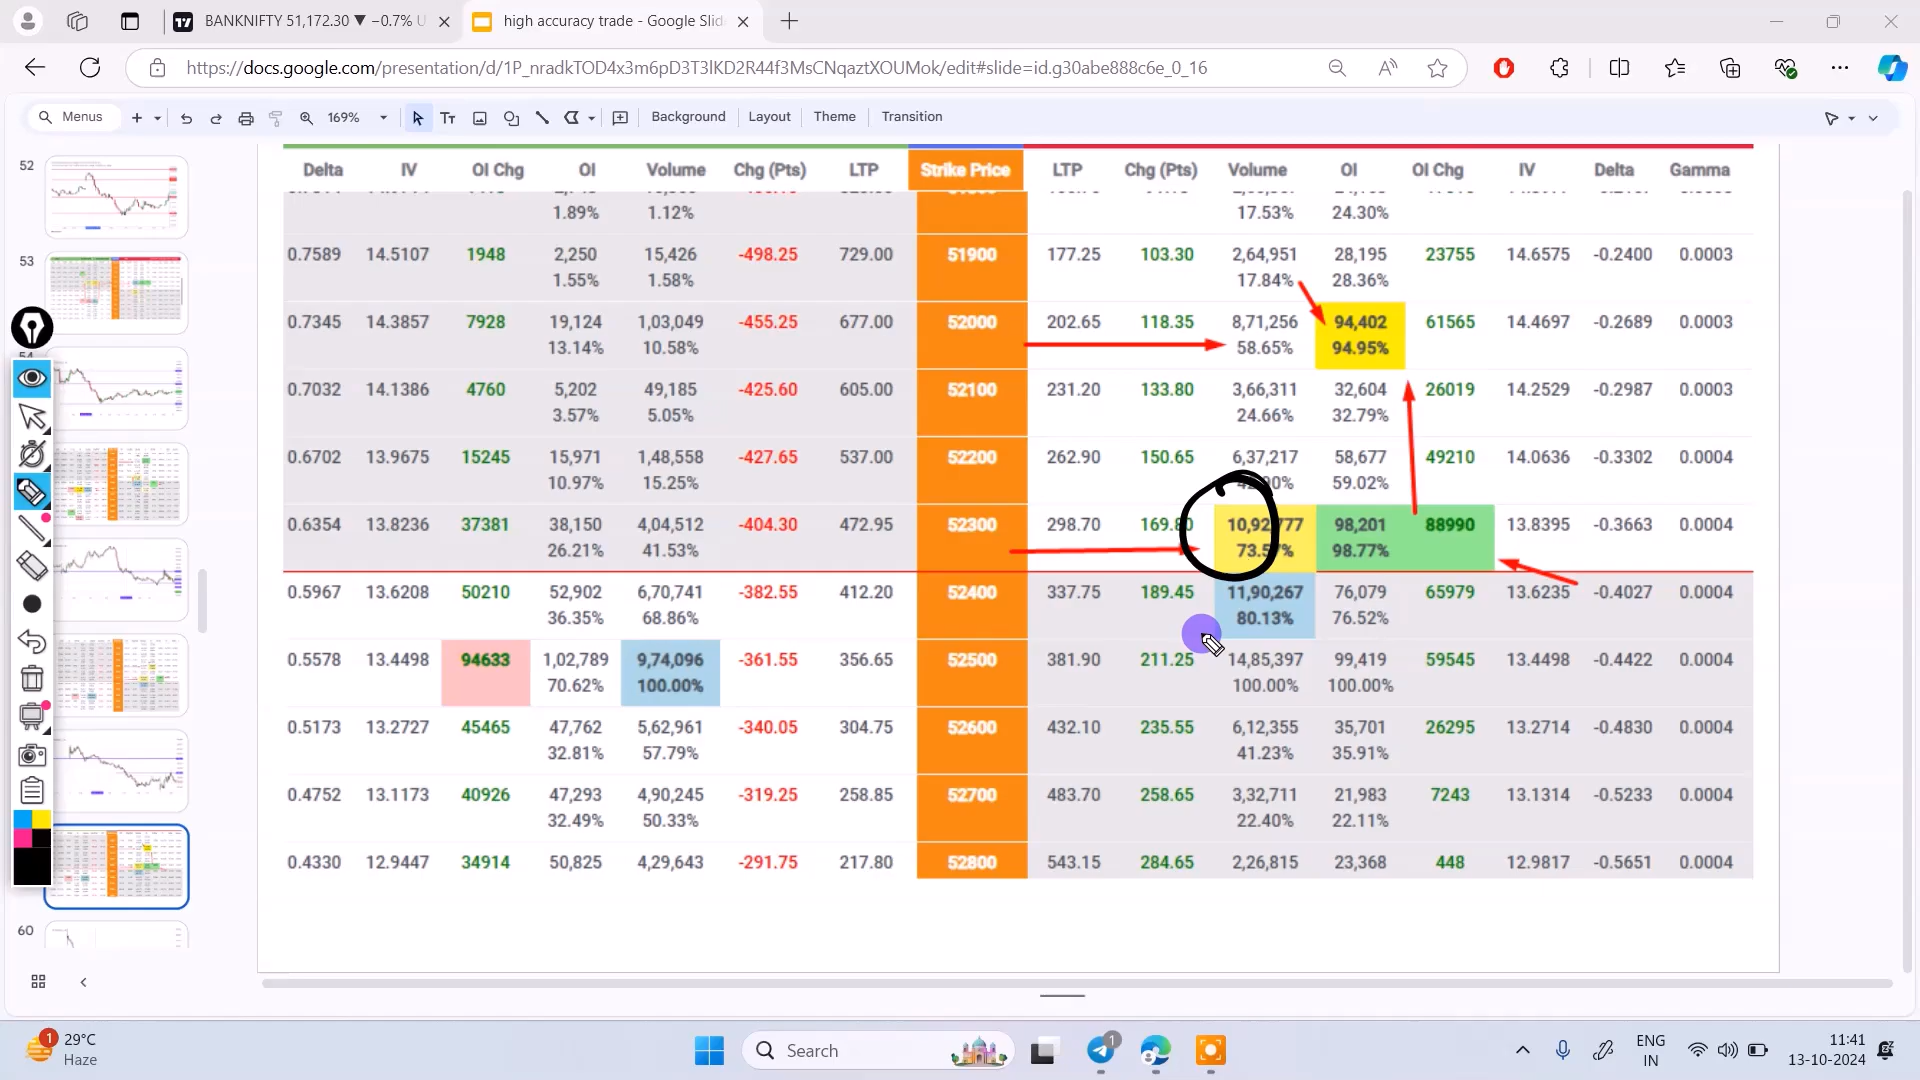 BANKNIFTY 51,172.30 ▼ −0.7% U
high accuracy trade - Google Slid
https://docs.google.com/presentation/d/1P_nradkTOD4x3m6pD3T3lKD2R44f3MsCNqaztXOUMok/edit#slide=id.g30abe888c6e_0_16
Menus 169% Background Layout Theme Transition
Delta IV OI Chg OI Volume Chg (Pts) LTP Strike Price LTP Chg (Pts) Volume OI OI Chg IV Delta Gamma
1.89% 1.12% 17.53% 24.30%
0.7589 14.5107 1948 2,250 15,426 -498.25 729.00 51900 177.25 103.30 2,64,951 28,195 23755 14.6575 -0.2400 0.0003
1.55% 1.58% 17.84% 28.36%
0.7345 14.3857 7928 19,124 1,03,049 -455.25 677.00 52000 202.65 118.35 8,71,256 94,402 61565 14.4697 -0.2689 0.0003
13.14% 10.58% 58.65% 94.95%
0.7032 14.1386 4760 5,202 49,185 -425.60 605.00 52100 231.20 133.80 3,66,311 32,604 26019 14.2529 -0.2987 0.0003
3.57% 5.05% 24.66% 32.79%
0.6702 13.9675 15245 15,971 1,48,558 -427.65 537.00 52200 262.90 150.65 6,37,217 58,677 49210 14.0636 -0.3302 0.0004
10.97% 15.25% 59.02%
0.6354 13.8236 37381 38,150 4,04,512 -404.30 472.95 52300 298.70 169.80 10,92,777 98,201 88990 13.8395 -0.3663 0.0004
26.21% 41.53% 73.57% 98.77%
0.5967 13.6208 50210 52,902 6,70,741 -382.55 412.20 52400 337.75 189.45 11,90,267 76,079 65979 13.6235 -0.4027 0.0004
36.35% 68.86% 80.13% 76.52%
0.5578 13.4498 94633 1,02,789 9,74,096 -361.55 356.65 52500 381.90 211.25 14,85,397 99,419 59545 13.4498 -0.4422 0.0004
70.62% 100.00% 100.00% 100.00%
0.5173 13.2727 45465 47,762 5,62,961 -340.05 304.75 52600 432.10 235.55 6,12,355 35,701 26295 13.2714 -0.4830 0.0004
32.81% 57.79% 41.23% 35.91%
0.4752 13.1173 40926 47,293 4,90,245 -319.25 258.85 52700 483.70 258.65 3,32,711 21,983 7243 13.1314 -0.5233 0.0004
32.49% 50.33% 22.40% 22.11%
0.4330 12.9447 34914 50,825 4,29,643 -291.75 217.80 52800 543.15 284.65 2,26,815 23,368 448 12.9817 -0.5651 0.0004
52
53
60
1
29°C
Haze
Search
1
ENG
IN
11:41
13-10-2024